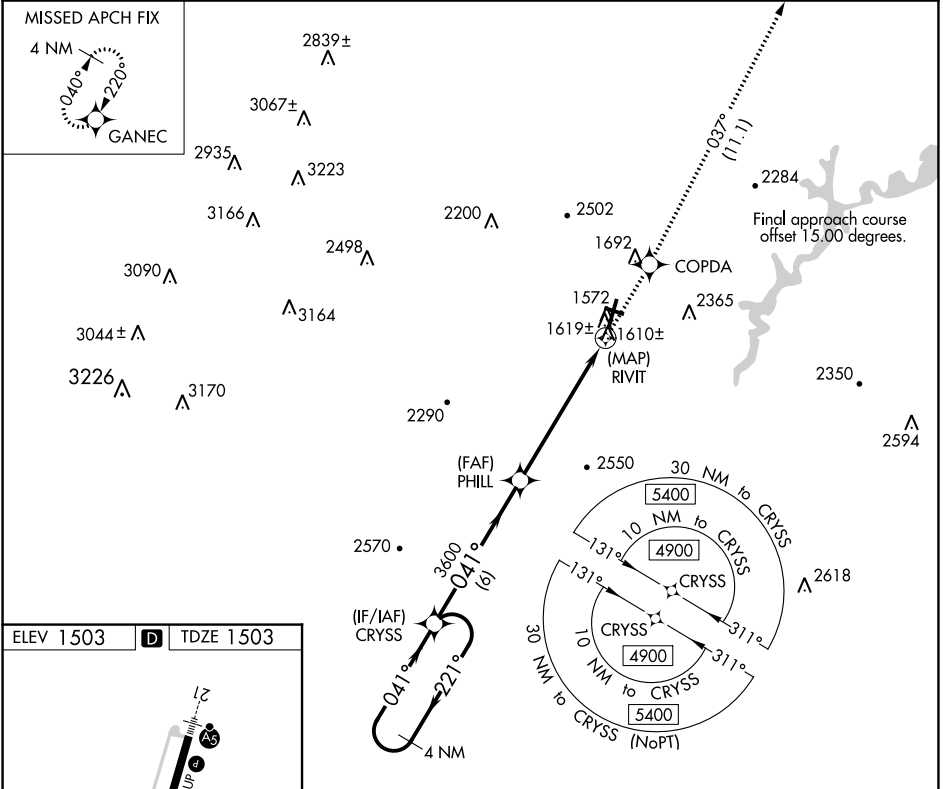 MISSED APCH FIX
4 NM
040°
220°
GANEC
2839±
3067±
2935
3223
3166
2200
2502
2498
3090
3164
3044±
3226
3170
2290
037°
(11.1)
2284
Final approach course
offset 15.00 degrees.
1692
COPDA
1572
2365
1619±
1610±
(MAP)
RIVIT
2350
2594
(FAF)
PHILL
2550
2570
3600
041°
(6)
(IF/IAF)
CRYSS
041°
221°
4 NM
30 NM to CRYSS
5400
10 NM to CRYSS
4900
131°
CRYSS
311°
2618
131°
CRYSS
311°
4900
10 NM to CRYSS
5400
30 NM to CRYSS (NoPT)
ELEV 1503
D
TDZE 1503
21
A5
UP